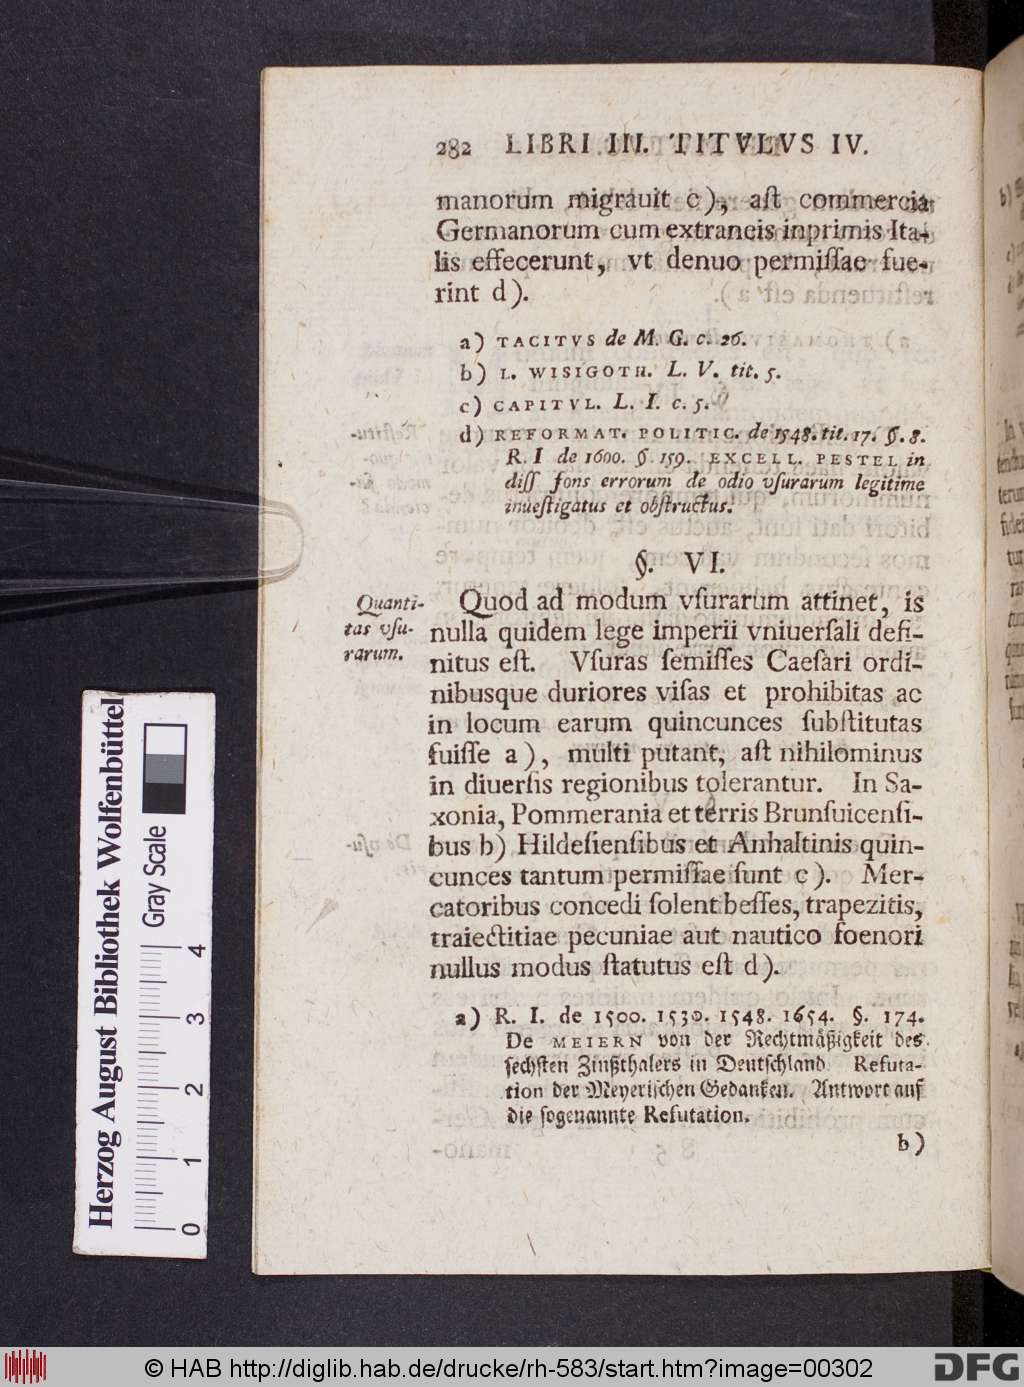 282 LIBRI III. TITVLVS IV.
manorum migrauit c), aſt commercia
Germanorum cum extraneis inprimis Ita-
lis effecerunt, vt denuo permiſſae fue-
rint d).
a) TACITVS de M. G. c. 26.
b) L. WISIGOTH. L. V. tit. 5.
c) CAPITVL. L. I. c. 5.
d) REFORMAT. POLITIC. de 1548. tit. 17. §. 8.
R. I de 1600. §. 159. EXCELL. PESTEL in
diſſ fons errorum de odio vſurarum legitime
inueſtigatus et obſtructus.
§. VI.
Quanti-
tas vſu-
rarum.
Quod ad modum vſurarum attinet, is
nulla quidem lege imperii vniuerſali defi-
nitus eſt. Vſuras ſemiſſes Caeſari ordi-
nibusque duriores viſas et prohibitas ac
in locum earum quincunces ſubſtitutas
fuiſſe a), multi putant, aſt nihilominus
in diuerſis regionibus tolerantur. In Sa-
xonia, Pommerania et terris Brunſuicenſi-
bus b) Hildeſienſibus et Anhaltinis quin-
cunces tantum permiſſae ſunt c). Mer-
catoribus concedi ſolent beſſes, trapezitis,
traiectitiae pecuniae aut nautico foenori
nullus modus ſtatutus eſt d).
a) R. I. de 1500. 1530. 1548. 1654. §. 174.
De MEIERN von der Rechtmäßigkeit des
ſechſten Zinßthalers in Deutſchland. Refuta-
tion der Meyeriſchen Gedanken. Antwort auf
die ſogenannte Refutation.
b)
Herzog August Bibliothek Wolfenbüttel
Gray Scale
0 1 2 3 4
© HAB http://diglib.hab.de/drucke/rh-583/start.htm?image=00302
DFG